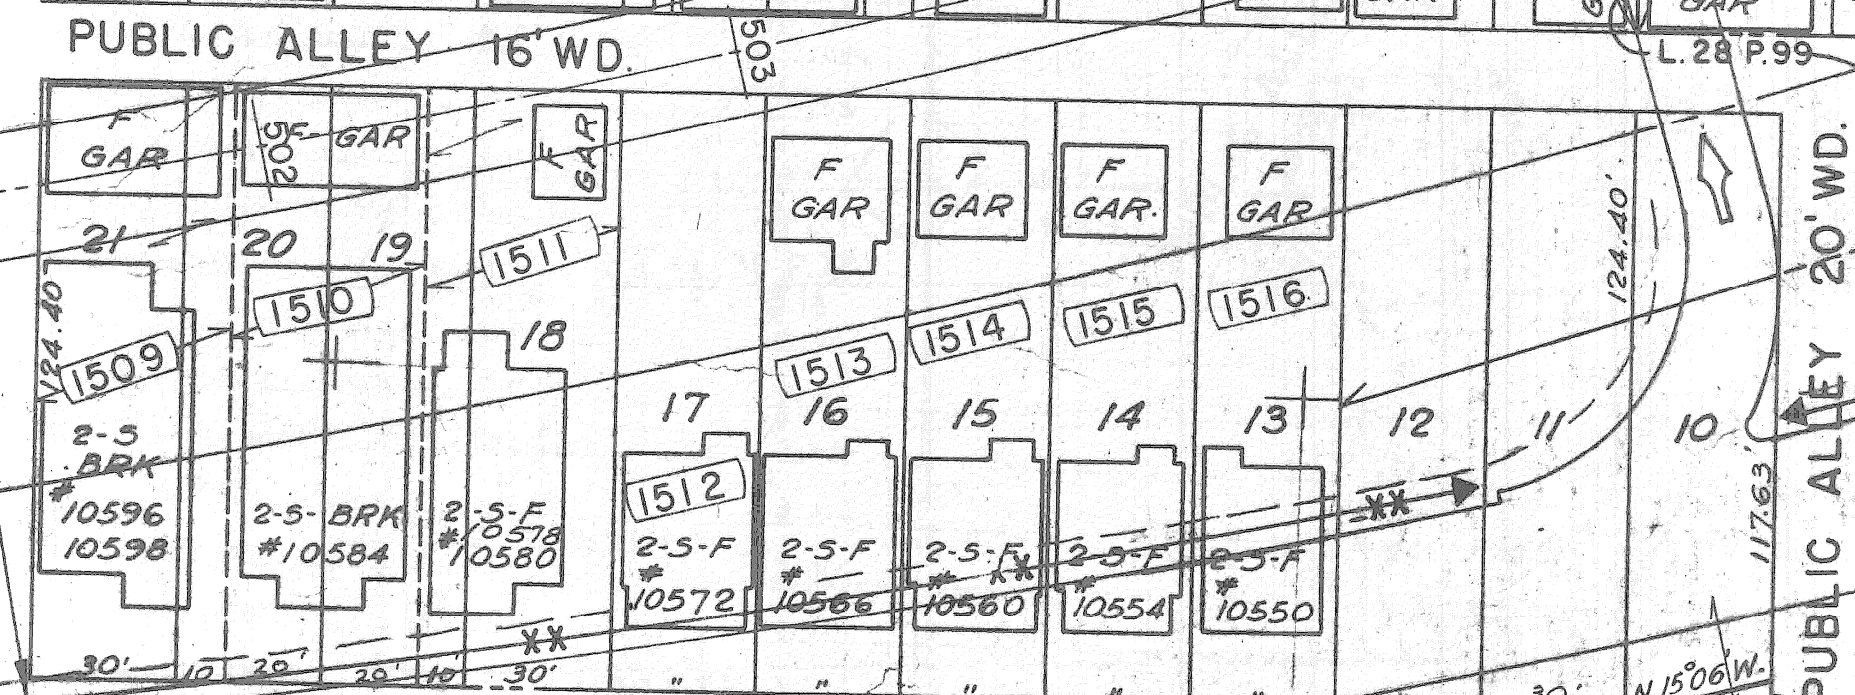 GAR
PUBLIC ALLEY 16' WD.
503
L.28 P.99
F
GAR
502
F GAR
F
GAR
F
GAR
F
GAR
F
GAR.
F
GAR
21
20
19
1511
124.40'
PUBLIC ALLEY 20' WD.
124.40
1509
1510
18
1513
1514
1515
1516
17
16
15
14
13
12
11
10
2-S
BRK
#
10596
10598
2-S-BRK
#10584
2-S-F
#10578
10580
1512
2-S-F
#
10572
2-S-F
#
10566
2-S-F
#
10560
2-S-F
#
10554
2-S-F
#
10550
117.63'
30'
10'
20'
20'
10'
30'
"
"
"
"
"
30'
N 15°06' W.